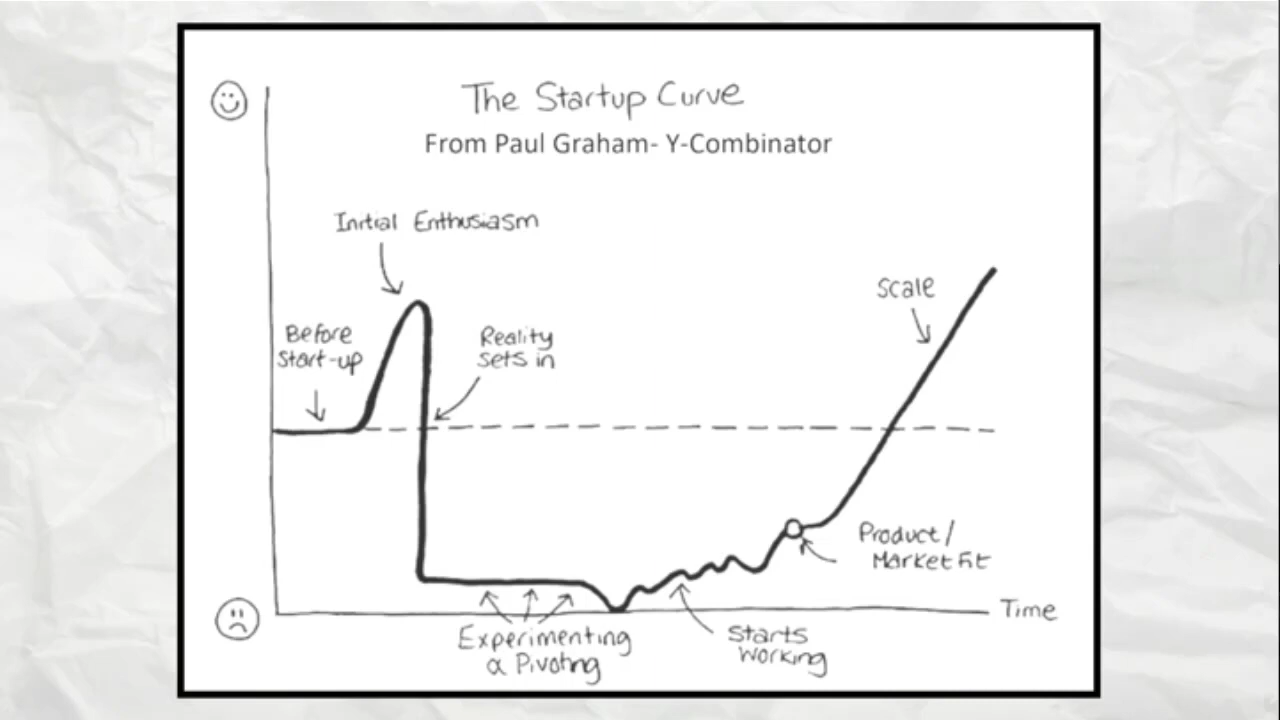 The Startup Curve
From Paul Graham- Y-Combinator
Initial Enthusiasm
Before
Start-up
Reality
sets in
Scale
Product/
Market Fit
Time
Experimenting
& Pivoting
Starts
Working